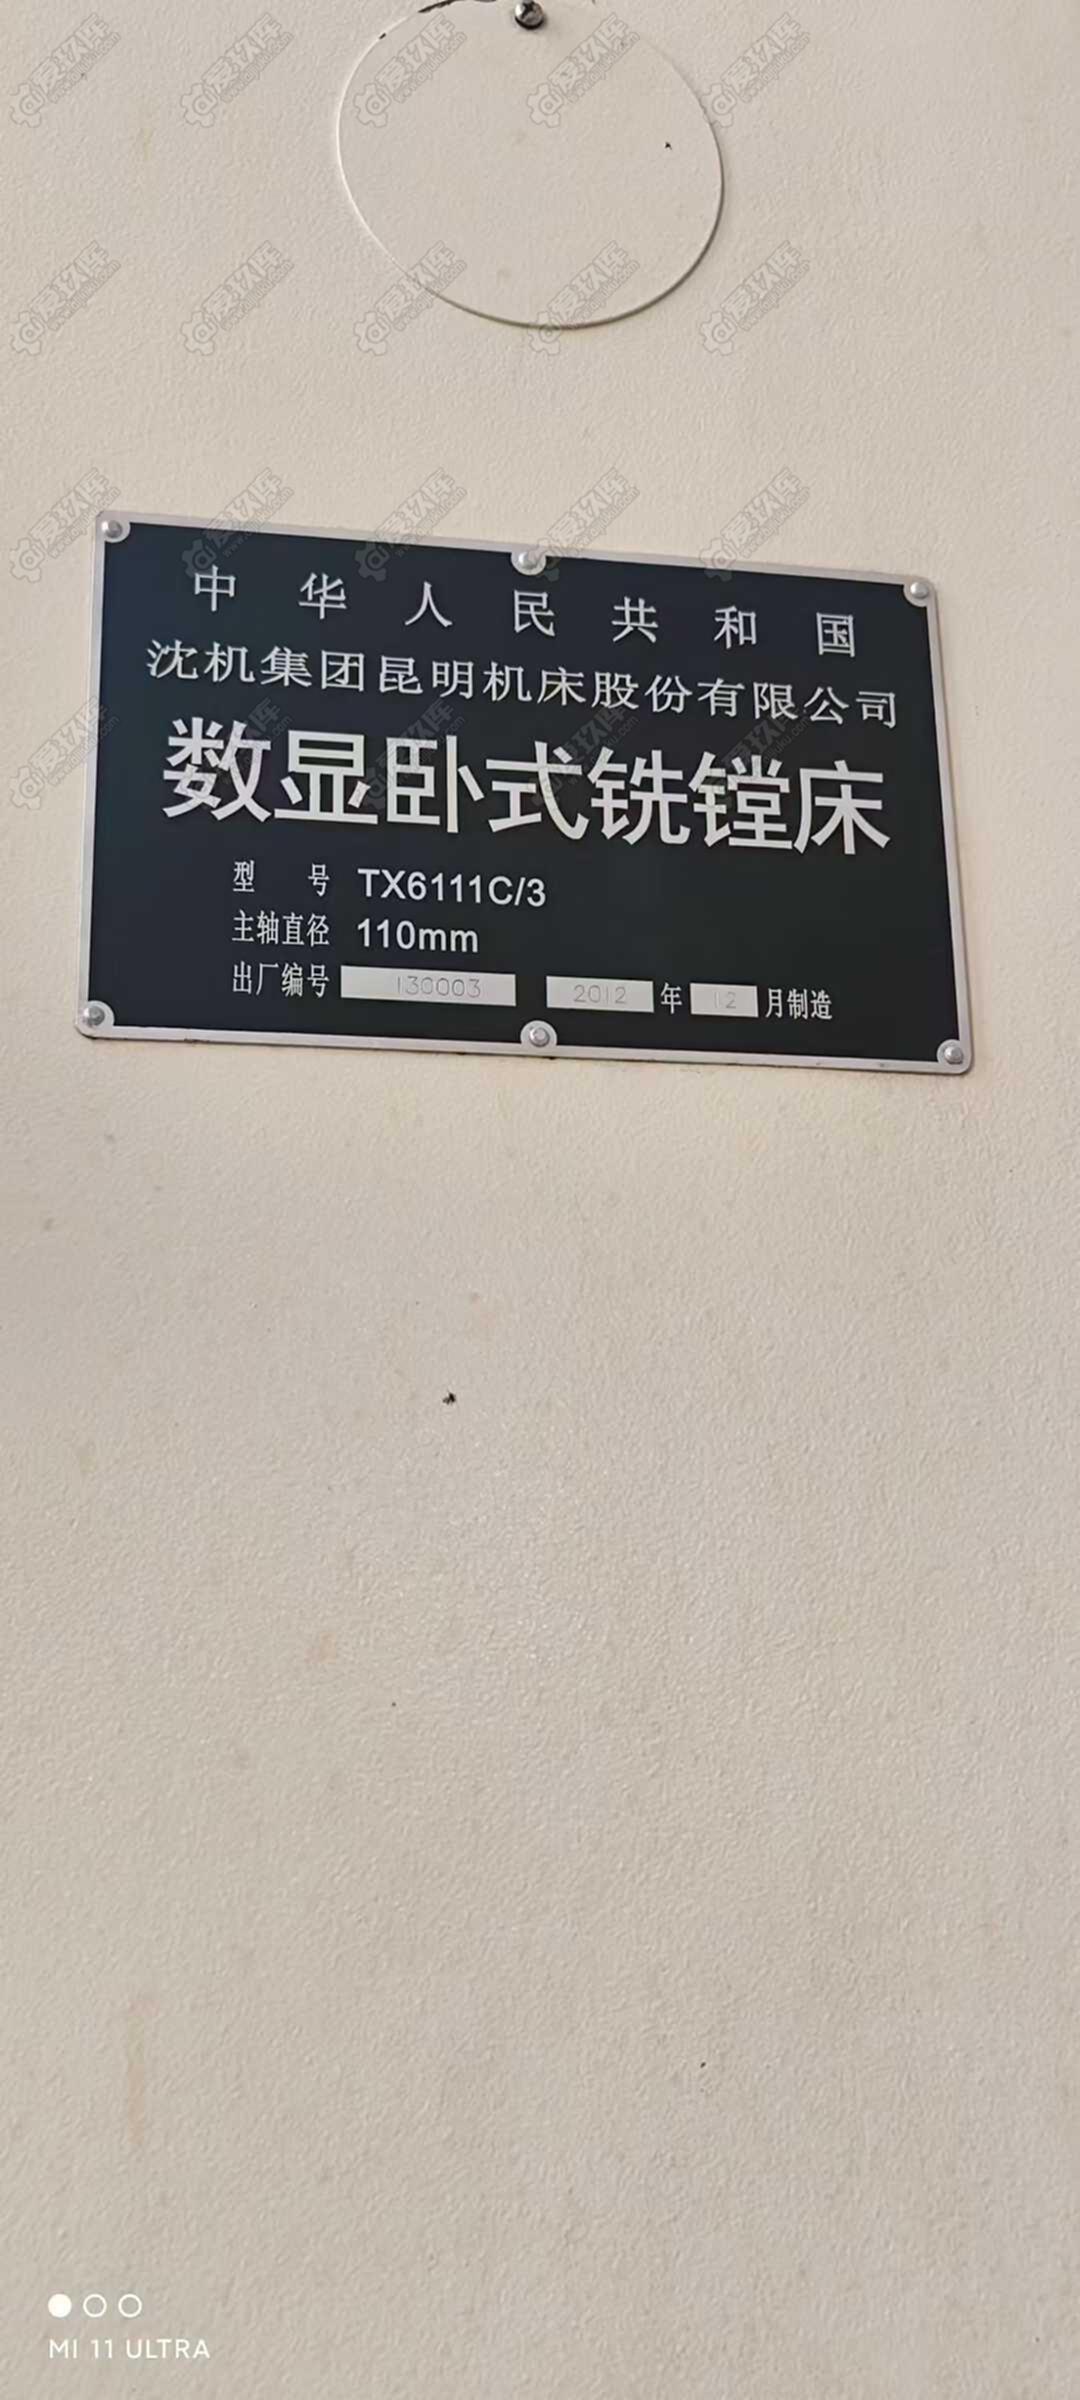 中华人民共和国
沈机集团昆明机床股份有限公司
数显卧式铣镗床
型号 TX6111C/3
主轴直径 110mm
出厂编号 130003 2012 年 12 月制造
MI 11 ULTRA